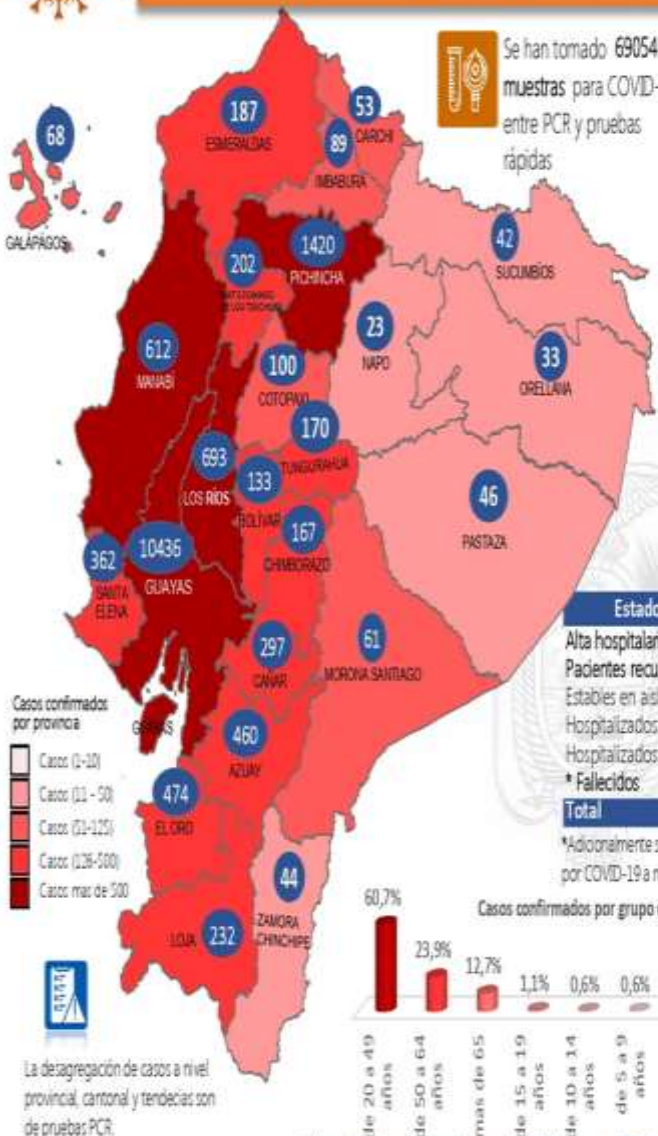 Se han tomado 69054
muestras para COVID-
entre PCR y pruebas
rápidas
187
ESMERALDAS
53
CARCHI
89
IMBABURA
68
GALÁPAGOS
1420
PICHINCHA
202
42
SUCUMBÍOS
23
NAPO
33
ORELLANA
612
MANABÍ
100
COTOPAXI
170
TUNGURAHUA
693
LOS RÍOS
133
BOLÍVAR
46
PASTAZA
167
CHIMBORAZO
362
SANTA
ELENA
10436
GUAYAS
297
CAÑAR
61
MORONA SANTIAGO
GUAYAS
460
AZUAY
474
EL ORO
44
ZAMORA
CHINCHIPE
LOJA 232
Casos confirmados
por provincia
Casos (1-10)
Casos (11 - 50)
Casos (51-125)
Casos (126-500)
Casos mas de 500
Estado
Alta hospitalar
Pacientes recu
Estables en aisl
Hospitalizados
Hospitalizados
* Fallecidos
Total
*Adicionalmente s
por COVID-19 a n
Casos confirmados por grupo
60,7%
23,9%
12,7%
1,1%
0,6%
0,6%
de 20 a 49
años
de 50 a 64
años
mas de 65
de 15 a 19
años
de 10 a 14
años
de 5 a 9
años
La desagregación de casos a nivel
provincial, cantonal y tendecias son
de pruebas PCR